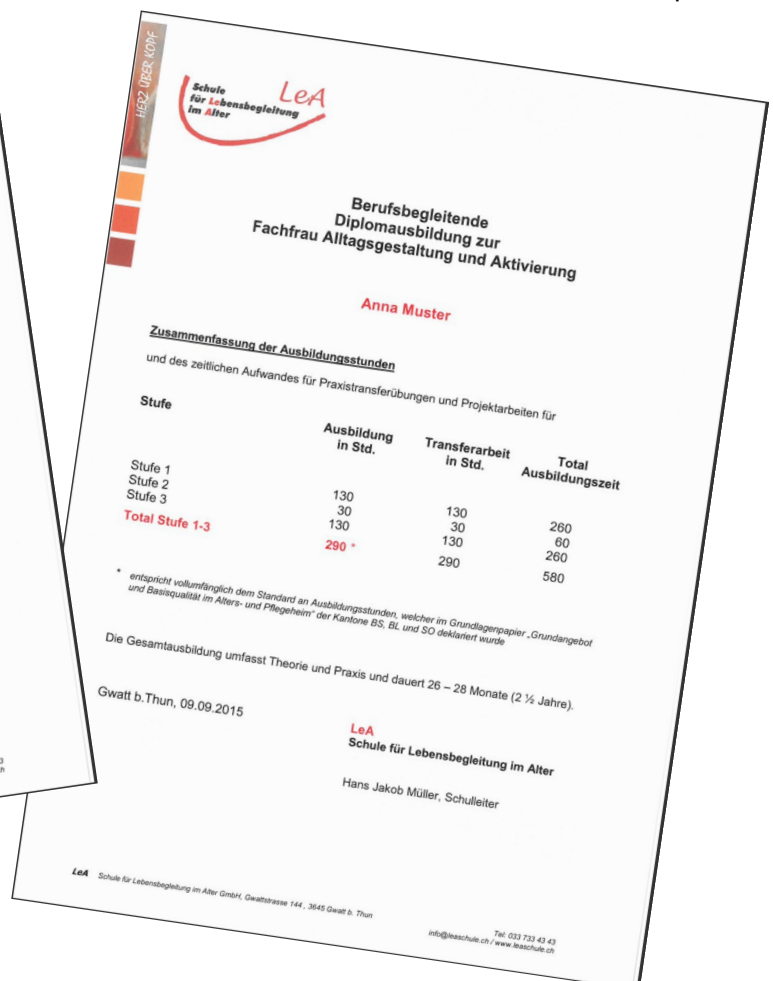 HERZ ÜBER KOPF
Schule
für Lebensbegleitung
im Alter
LeA
Berufsbegleitende
Diplomausbildung zur
Fachfrau Alltagsgestaltung und Aktivierung
Anna Muster
Zusammenfassung der Ausbildungsstunden
und des zeitlichen Aufwandes für Praxistransferübungen und Projektarbeiten für
Stufe Ausbildung in Std. Transferarbeit in Std. Total Ausbildungszeit
Stufe 1 130 130 260
Stufe 2 30 30 60
Stufe 3 130 130 260
Total Stufe 1-3 290 * 290 580
* entspricht vollumfänglich dem Standard an Ausbildungsstunden, welcher im Grundlagenpapier „Grundangebot
und Basisqualität im Alters- und Pflegeheim“ der Kantone BS, BL und SO deklariert wurde
Die Gesamtausbildung umfasst Theorie und Praxis und dauert 26 – 28 Monate (2 ½ Jahre).
Gwatt b.Thun, 09.09.2015
LeA
Schule für Lebensbegleitung im Alter
Hans Jakob Müller, Schulleiter
LeA Schule für Lebensbegleitung im Alter GmbH, Gwattstrasse 144 , 3645 Gwatt b. Thun
Tel: 033 733 43 43
info@leaschule.ch / www.leaschule.ch
3
h